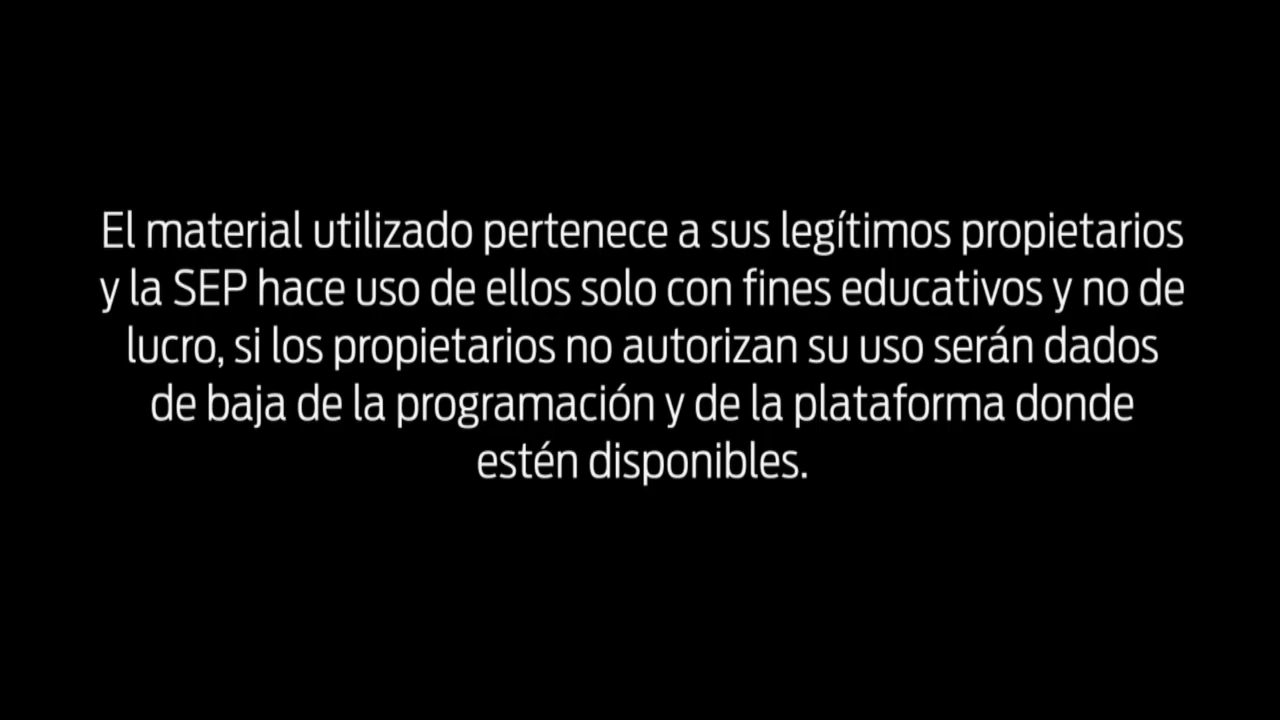 El material utilizado pertenece a sus legítimos propietarios
y la SEP hace uso de ellos solo con fines educativos y no de
lucro, si los propietarios no autorizan su uso serán dados
de baja de la programación y de la plataforma donde
estén disponibles.